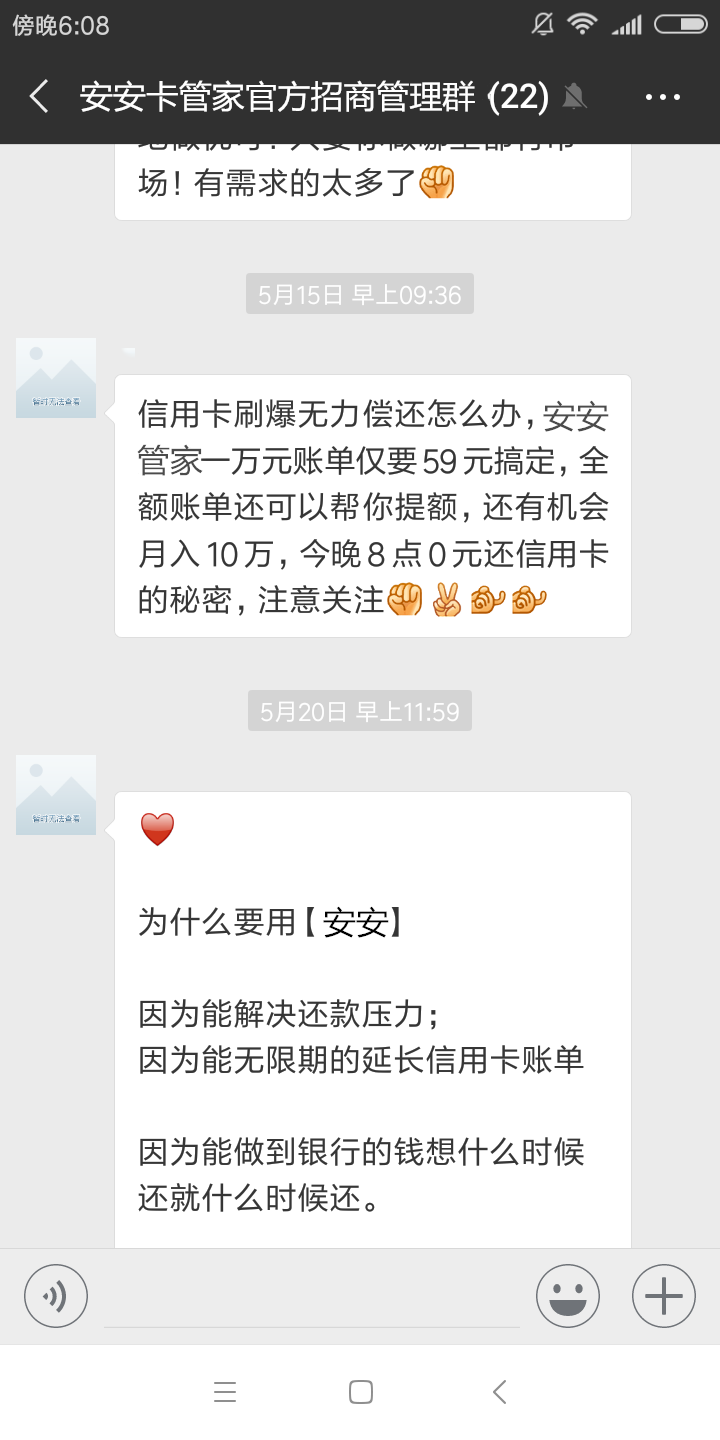 傍晚6:08
安安卡管家官方招商管理群 (22)
场！有需求的太多了
5月15日 早上09:36
暂时无法查看
信用卡刷爆无力偿还怎么办,安安
管家一万元账单仅要59元搞定，全
额账单还可以帮你提额，还有机会
月入10万，今晚8点0元还信用卡
的秘密，注意关注
5月20日 早上11:59
暂时无法查看
为什么要用【安安】
因为能解决还款压力；
因为能无限期的延长信用卡账单
因为能做到银行的钱想什么时候
还就什么时候还。